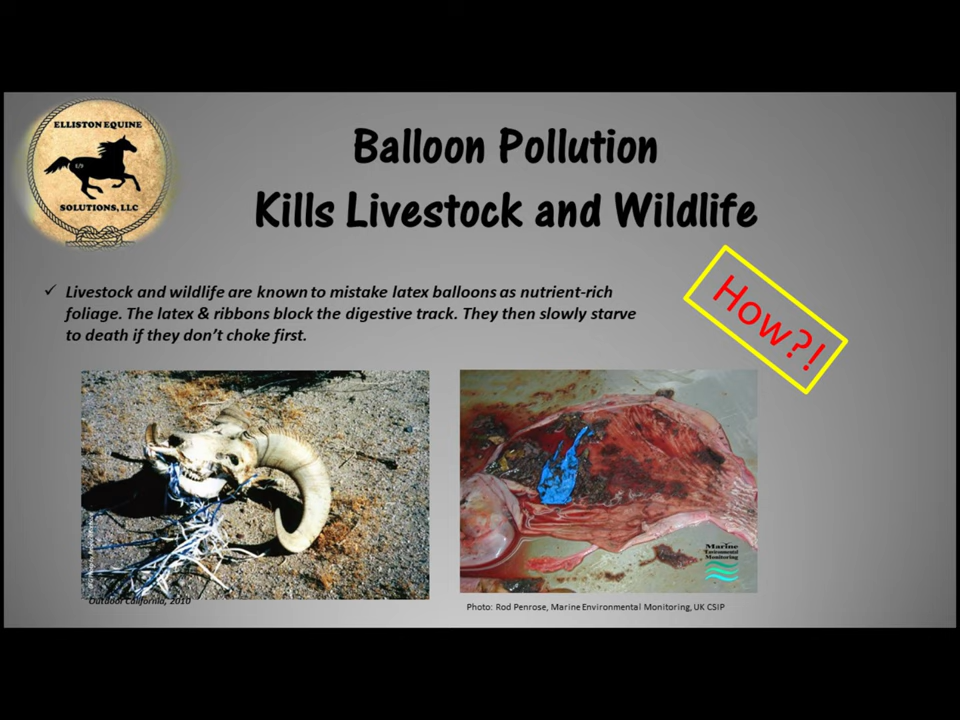 ELLISTON EQUINE
SOLUTIONS, LLC
Balloon Pollution
Kills Livestock and Wildlife
How?!
✓ Livestock and wildlife are known to mistake latex balloons as nutrient-rich
foliage. The latex & ribbons block the digestive track. They then slowly starve
to death if they don't choke first.
Marine
Environmental
Monitoring
Outdoor California, 2010
Photo: Rod Penrose, Marine Environmental Monitoring, UK CSIP